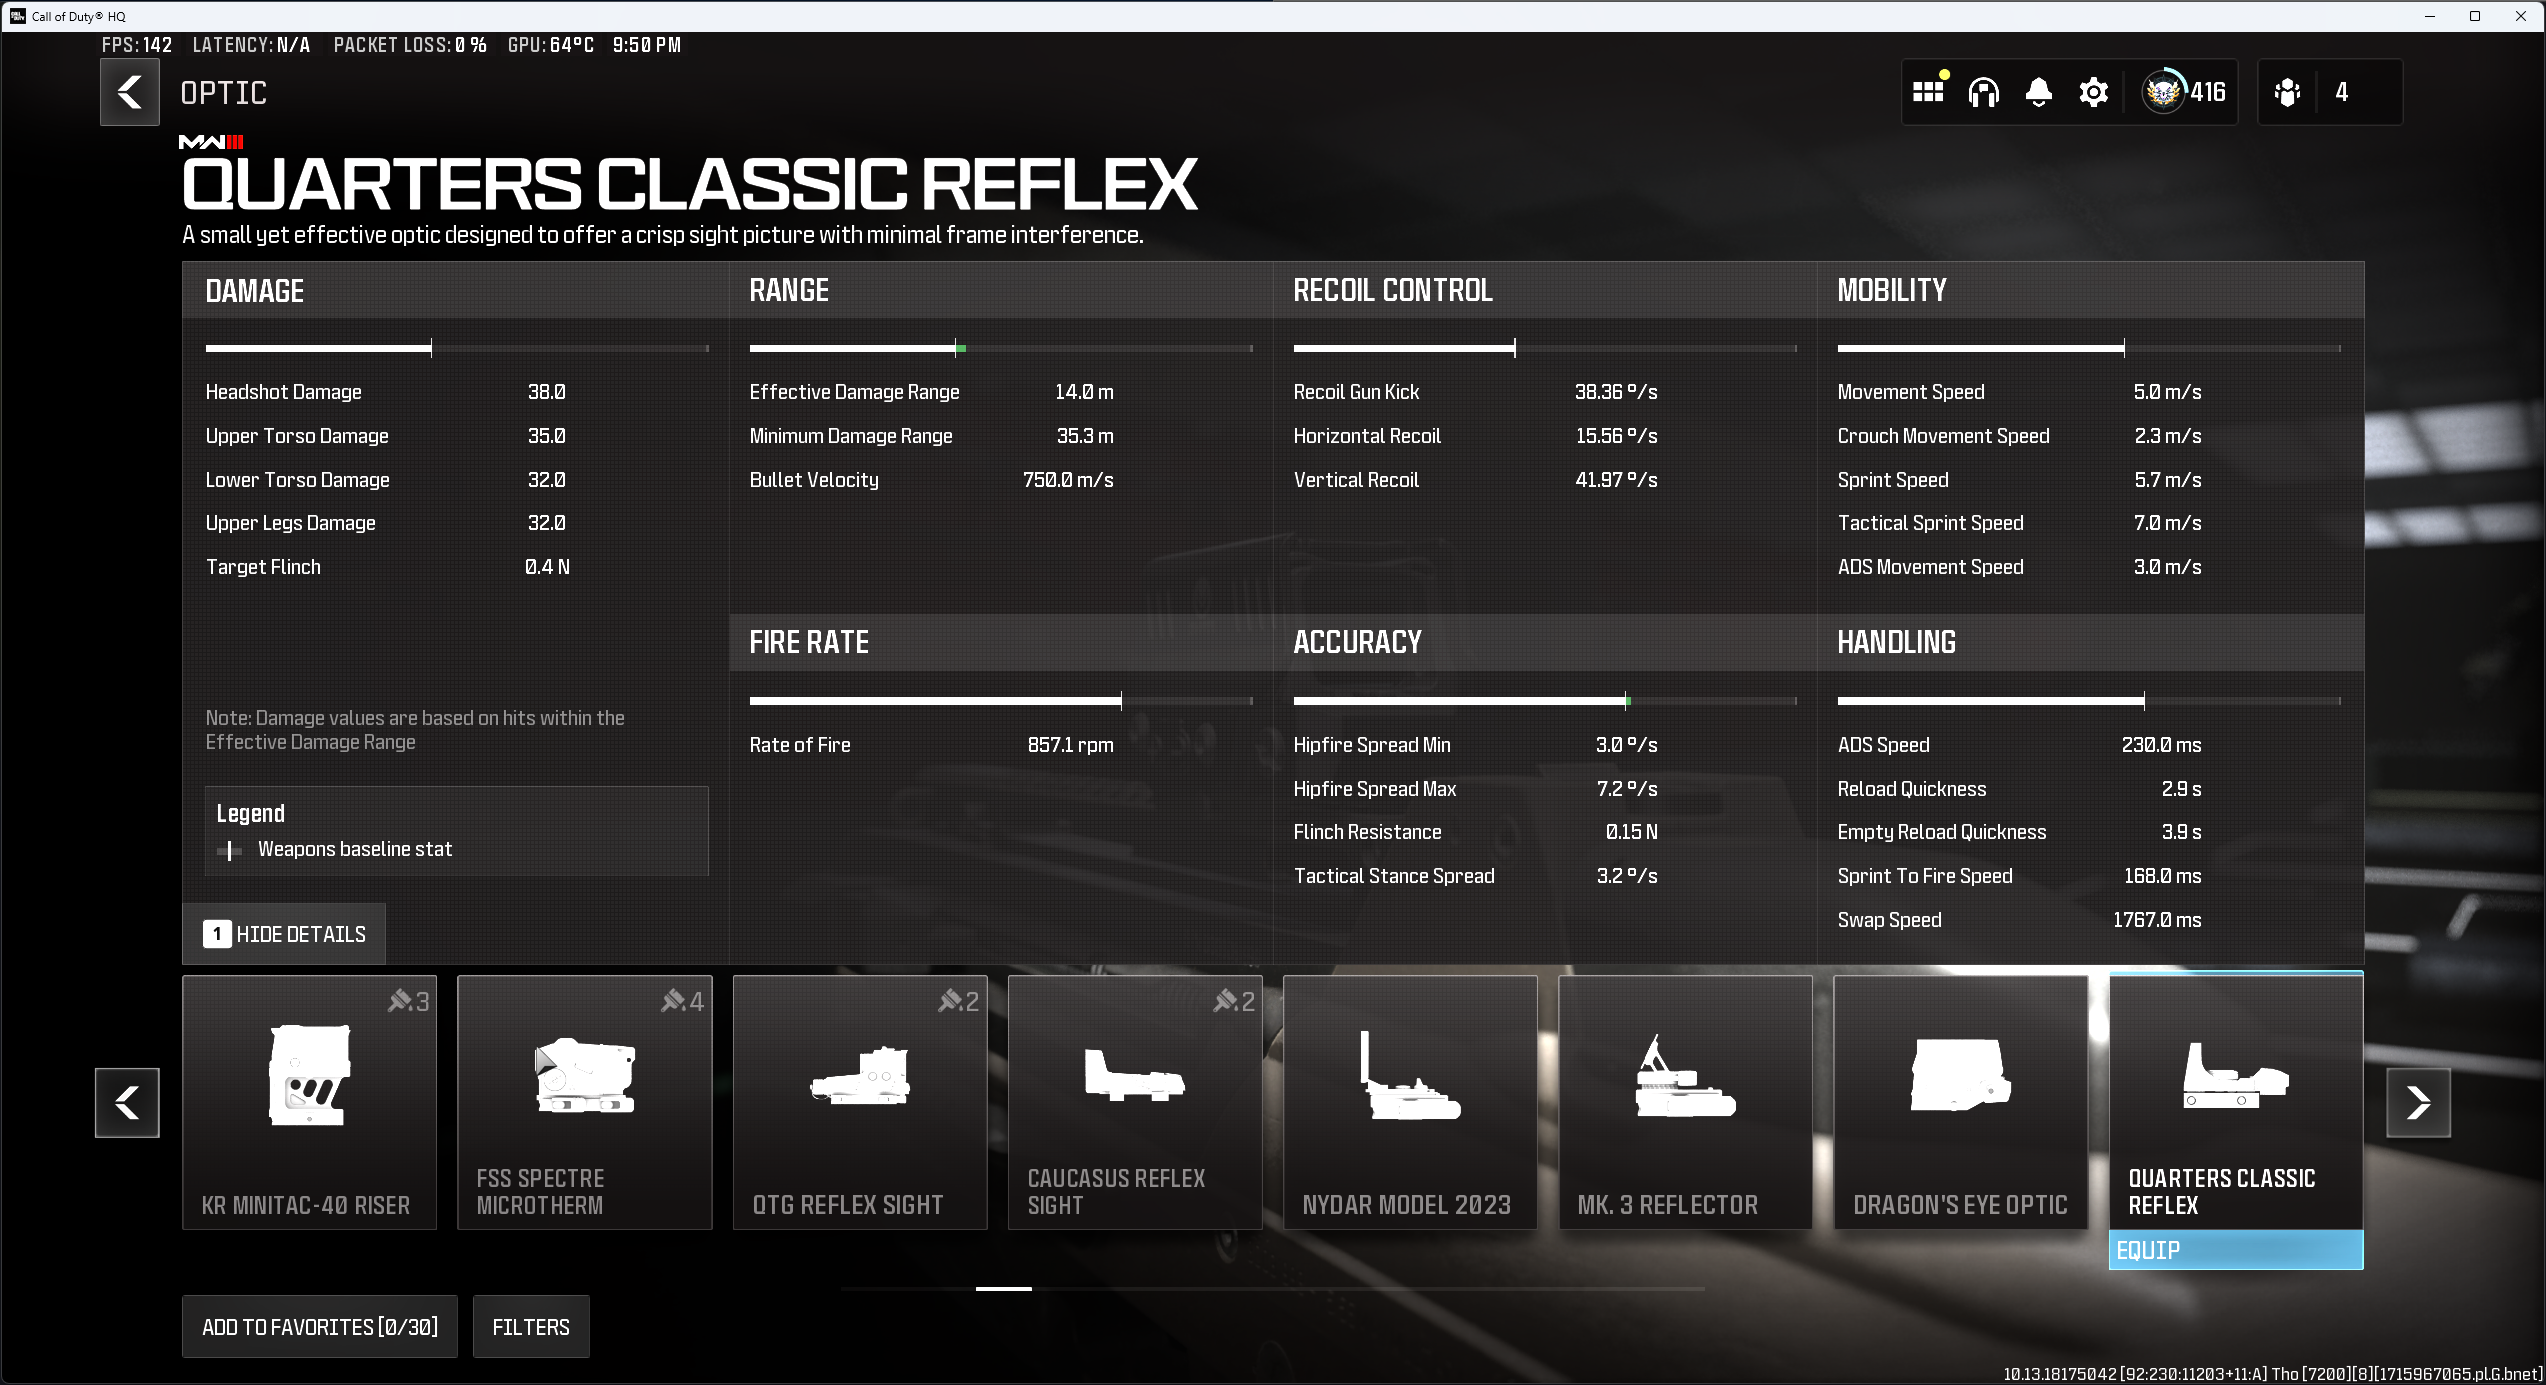 Call of Duty® HQ
FPS: 142 LATENCY: N/A PACKET LOSS: 0 % GPU: 64°C 9:50 PM
OPTIC
416
4
MWIII
QUARTERS CLASSIC REFLEX
A small yet effective optic designed to offer a crisp sight picture with minimal frame interference.
DAMAGE
Headshot Damage 38.0
Upper Torso Damage 35.0
Lower Torso Damage 32.0
Upper Legs Damage 32.0
Target Flinch 0.4 N
Note: Damage values are based on hits within the
Effective Damage Range
Legend
Weapons baseline stat
1 HIDE DETAILS
RANGE
Effective Damage Range 14.0 m
Minimum Damage Range 35.3 m
Bullet Velocity 750.0 m/s
FIRE RATE
Rate of Fire 857.1 rpm
RECOIL CONTROL
Recoil Gun Kick 38.36 º/s
Horizontal Recoil 15.56 º/s
Vertical Recoil 41.97 º/s
ACCURACY
Hipfire Spread Min 3.0 º/s
Hipfire Spread Max 7.2 º/s
Flinch Resistance 0.15 N
Tactical Stance Spread 3.2 º/s
MOBILITY
Movement Speed 5.0 m/s
Crouch Movement Speed 2.3 m/s
Sprint Speed 5.7 m/s
Tactical Sprint Speed 7.0 m/s
ADS Movement Speed 3.0 m/s
HANDLING
ADS Speed 230.0 ms
Reload Quickness 2.9 s
Empty Reload Quickness 3.9 s
Sprint To Fire Speed 168.0 ms
Swap Speed 1767.0 ms
3
KR MINITAC-40 RISER
4
FSS SPECTRE
MICROTHERM
2
QTG REFLEX SIGHT
2
CAUCASUS REFLEX
SIGHT
NYDAR MODEL 2023
MK. 3 REFLECTOR
DRAGON'S EYE OPTIC
QUARTERS CLASSIC
REFLEX
EQUIP
ADD TO FAVORITES [0/30]
FILTERS
10.13.18175042 [92:230:11203+11:A] Tho [7200][8][1715967065.pl.G.bnet]